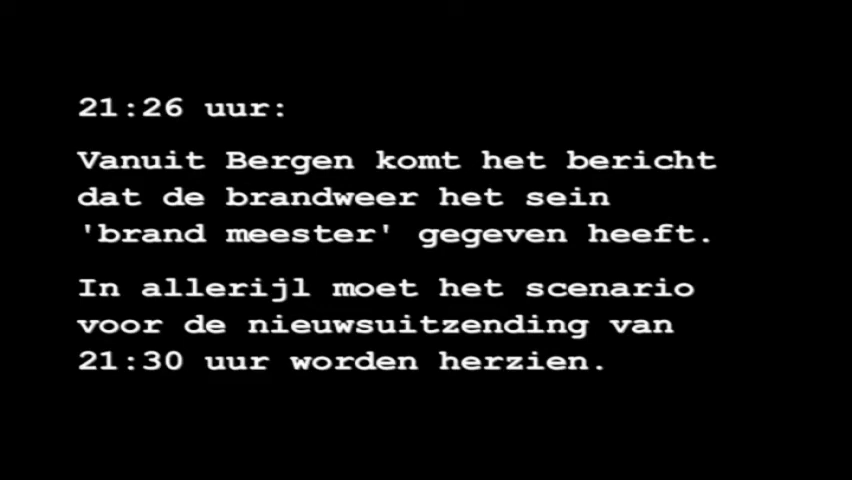 21:26 uur:
Vanuit Bergen komt het bericht
dat de brandweer het sein
'brand meester' gegeven heeft.
In allerijl moet het scenario
voor de nieuwsuitzending van
21:30 uur worden herzien.